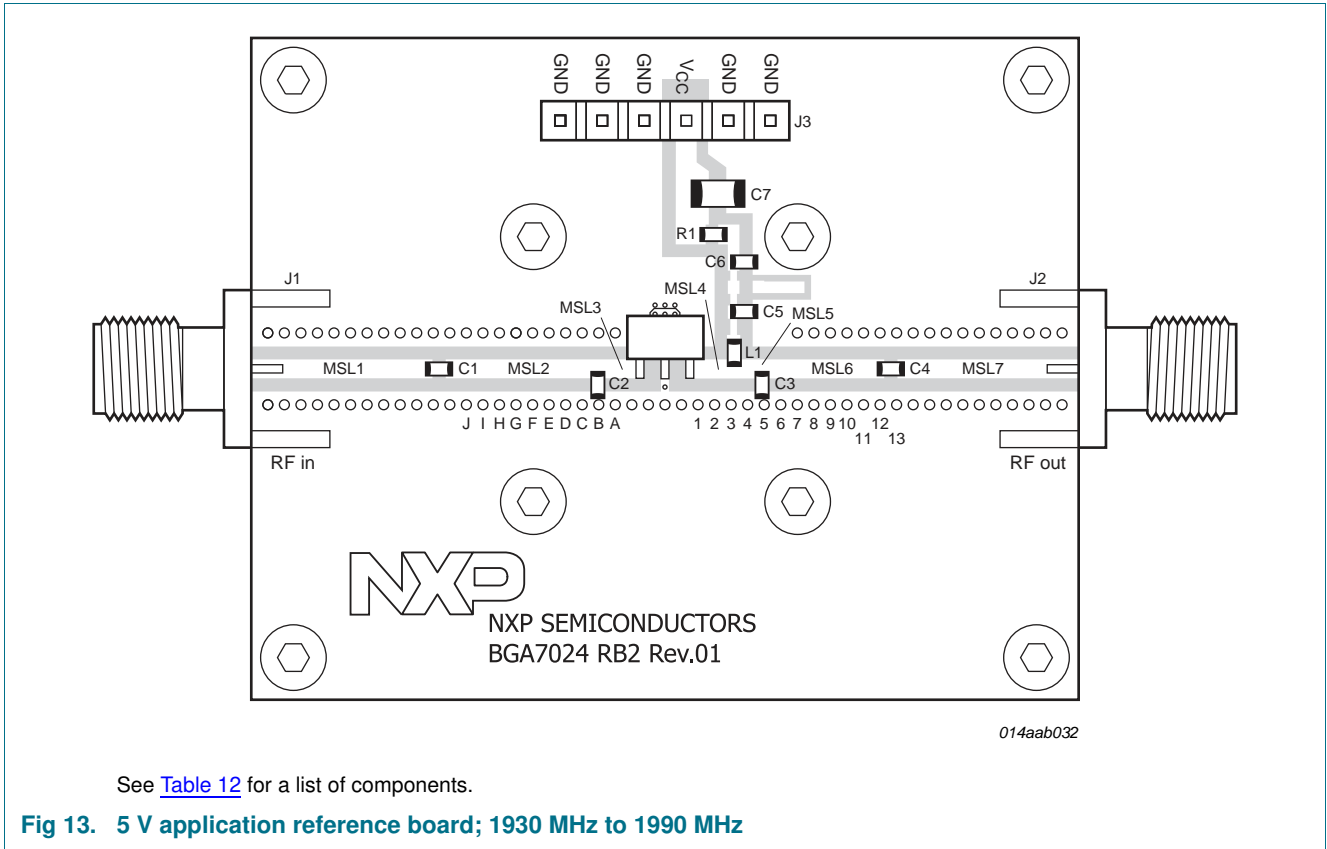 GND GND GND VCC GND GND
J3
C7
R1
C6
J1
J2
MSL4
MSL3
C5
MSL5
L1
MSL1
C1
MSL2
MSL6
C4
MSL7
C2
C3
J I H G F E D C B A
1 2 3 4 5 6 7 8 9 10 12
11 13
RF in
RF out
NXP
NXP SEMICONDUCTORS
BGA7024 RB2 Rev.01
014aab032
See Table 12 for a list of components.
Fig 13. 5 V application reference board; 1930 MHz to 1990 MHz